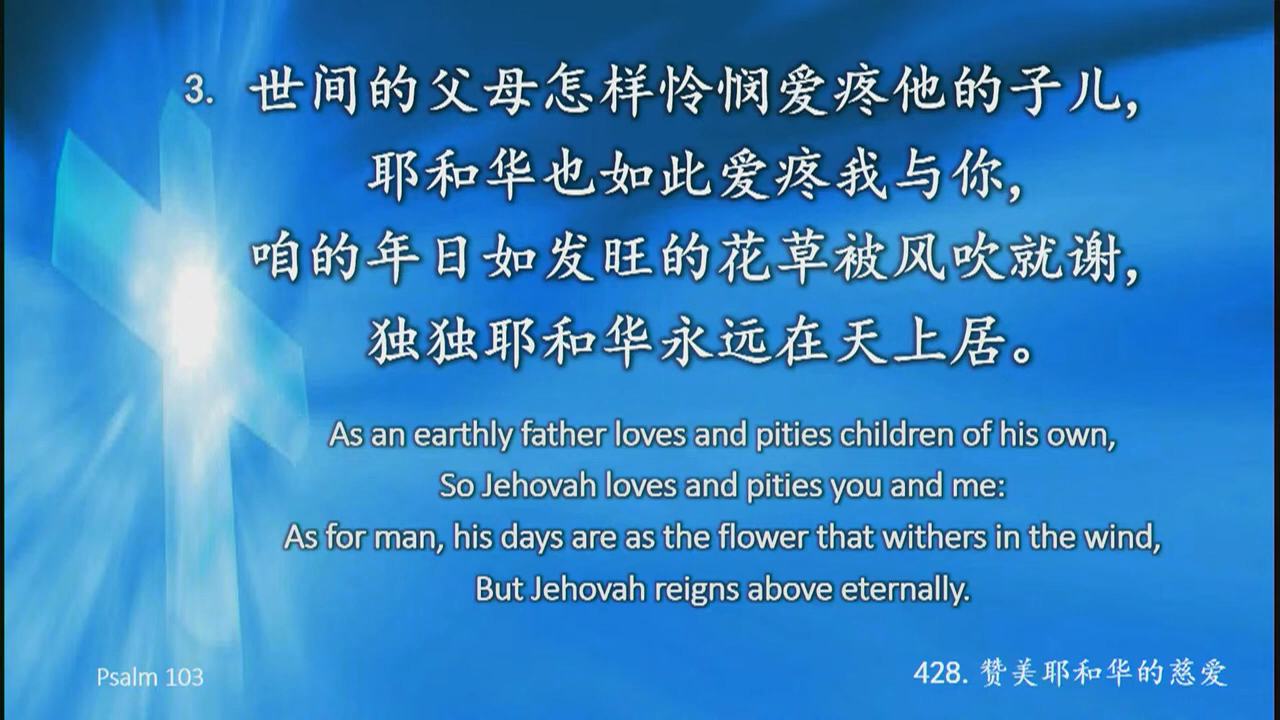 3. 世间的父母怎样怜悯爱疼他的子儿,
耶和华也如此爱疼我与你,
咱的年日如发旺的花草被风吹就谢,
独独耶和华永远在天上居。
As an earthly father loves and pities children of his own,
So Jehovah loves and pities you and me:
As for man, his days are as the flower that withers in the wind,
But Jehovah reigns above eternally.
Psalm 103
428. 赞美耶和华的慈爱